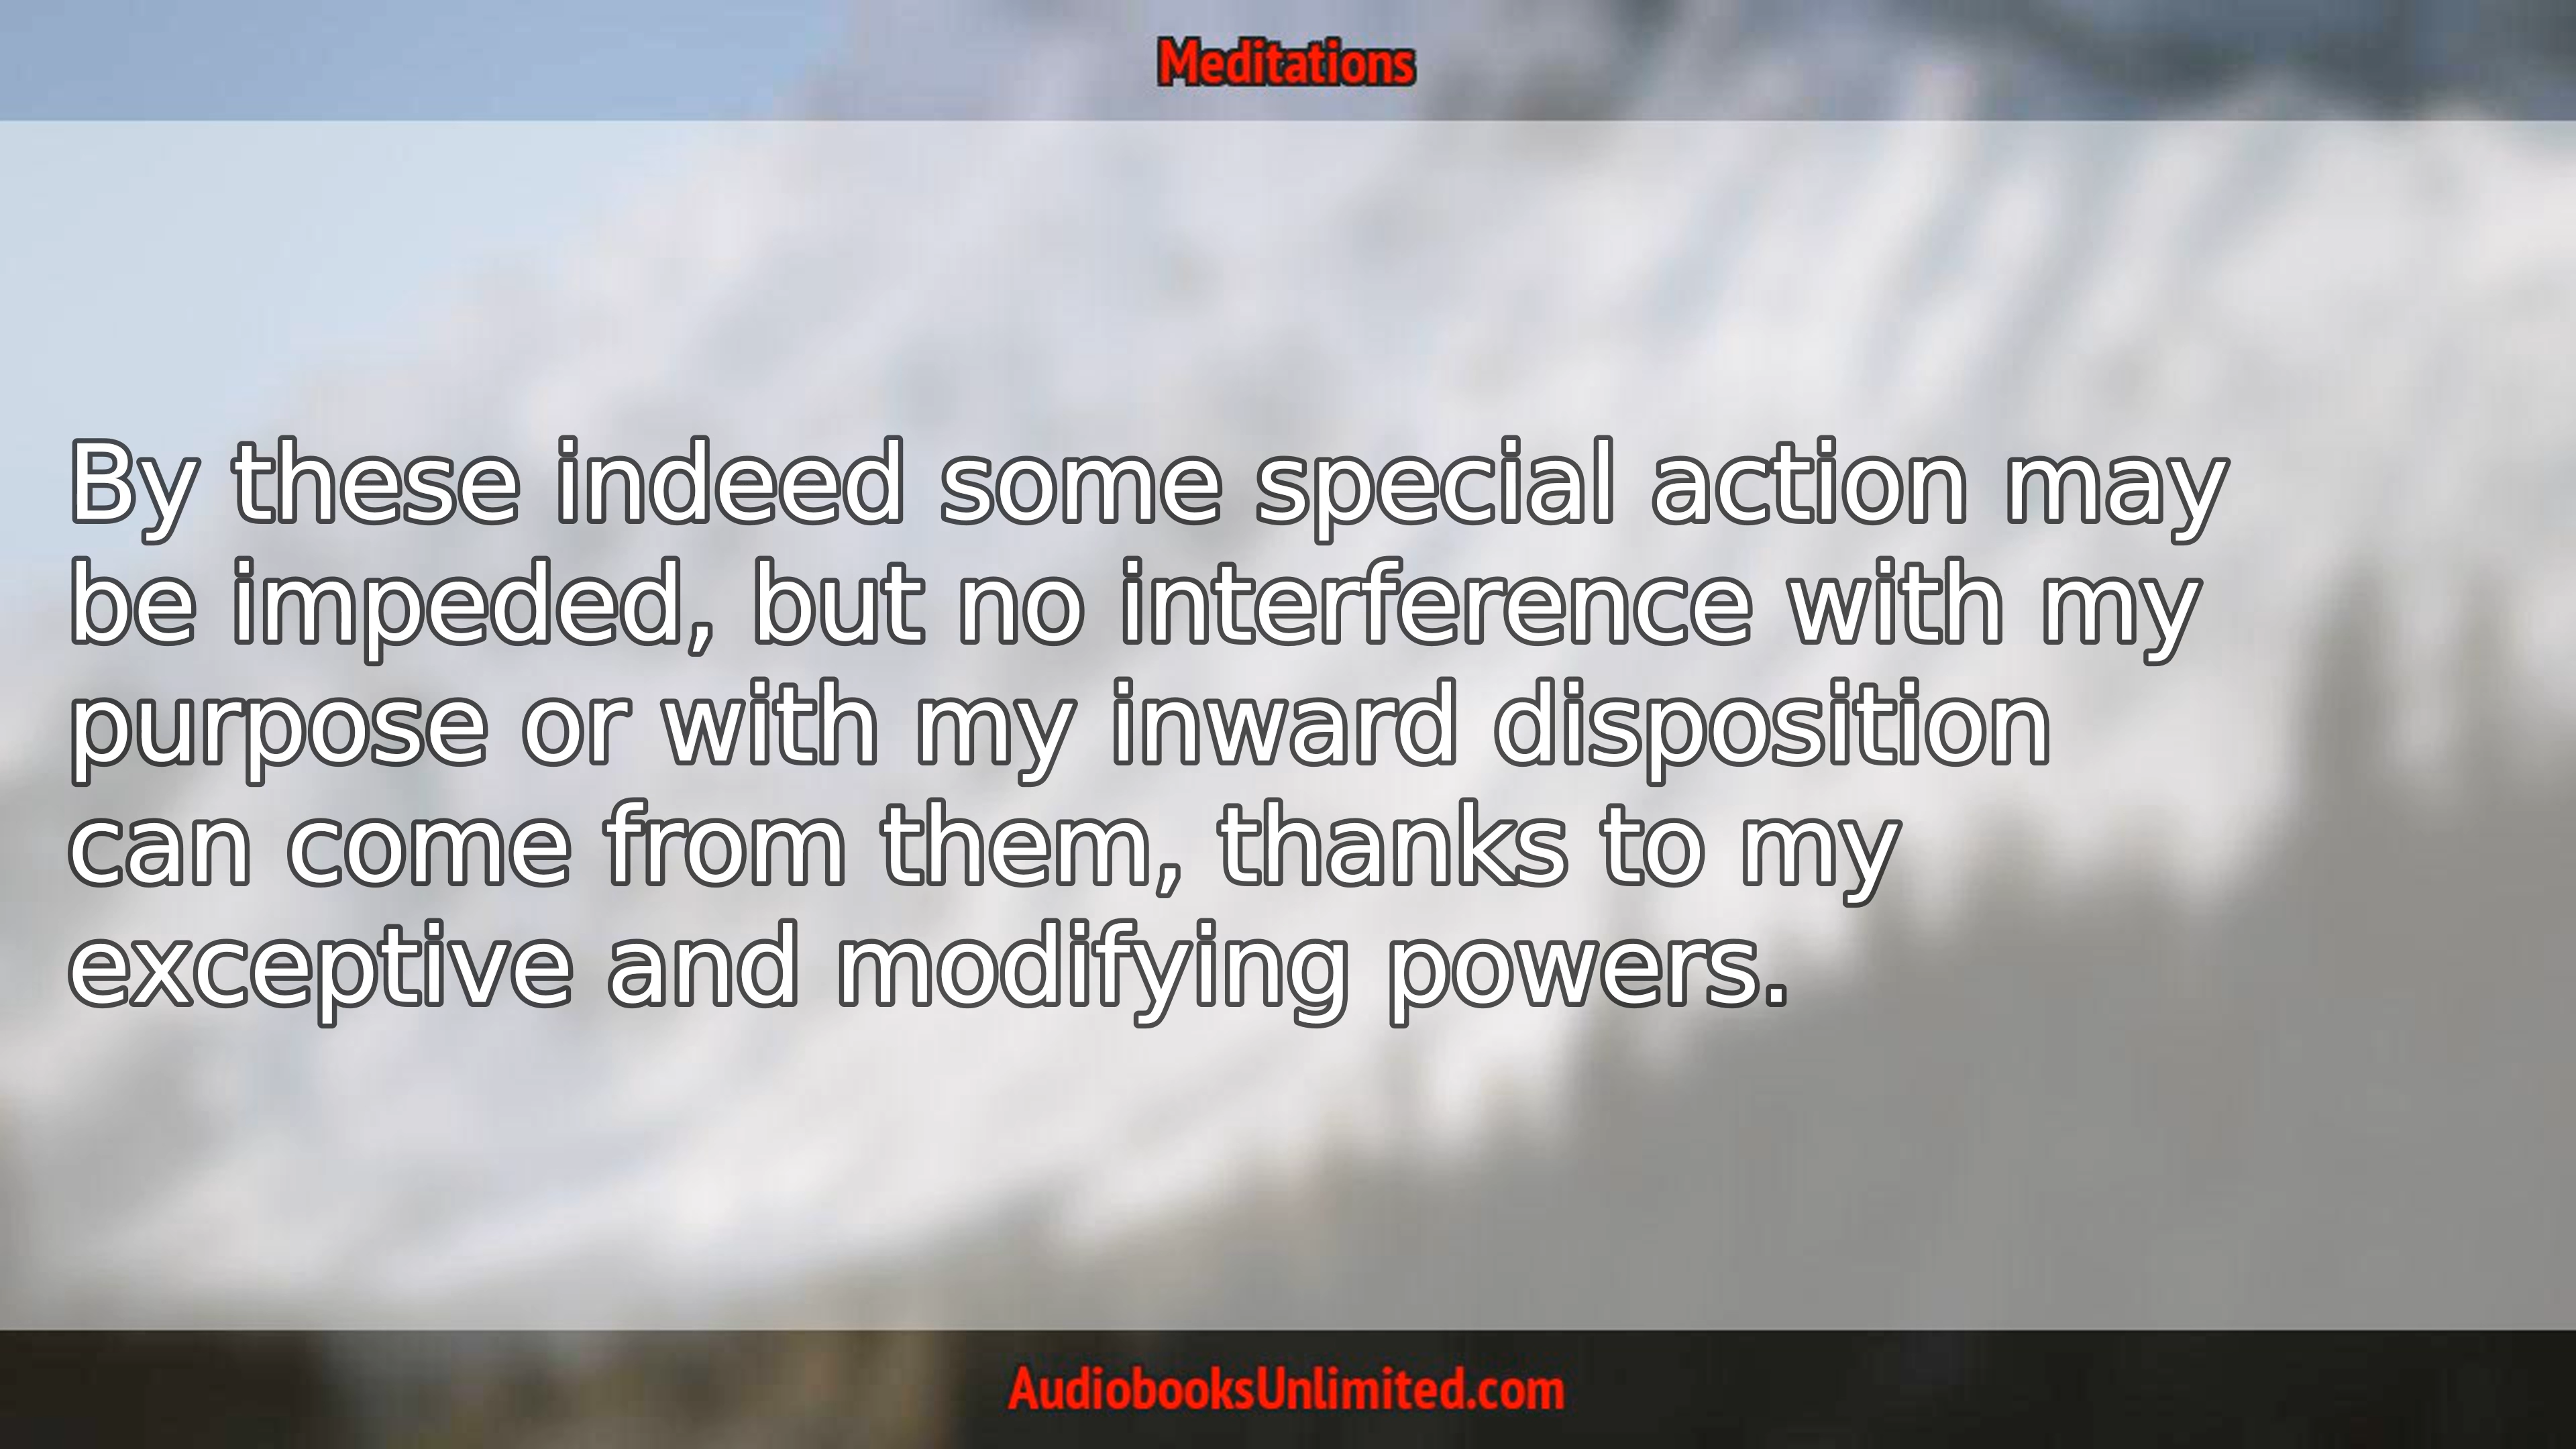 Meditations
By these indeed some special action may
be impeded, but no interference with my
purpose or with my inward disposition
can come from them, thanks to my
exceptive and modifying powers.
AudiobooksUnlimited.com